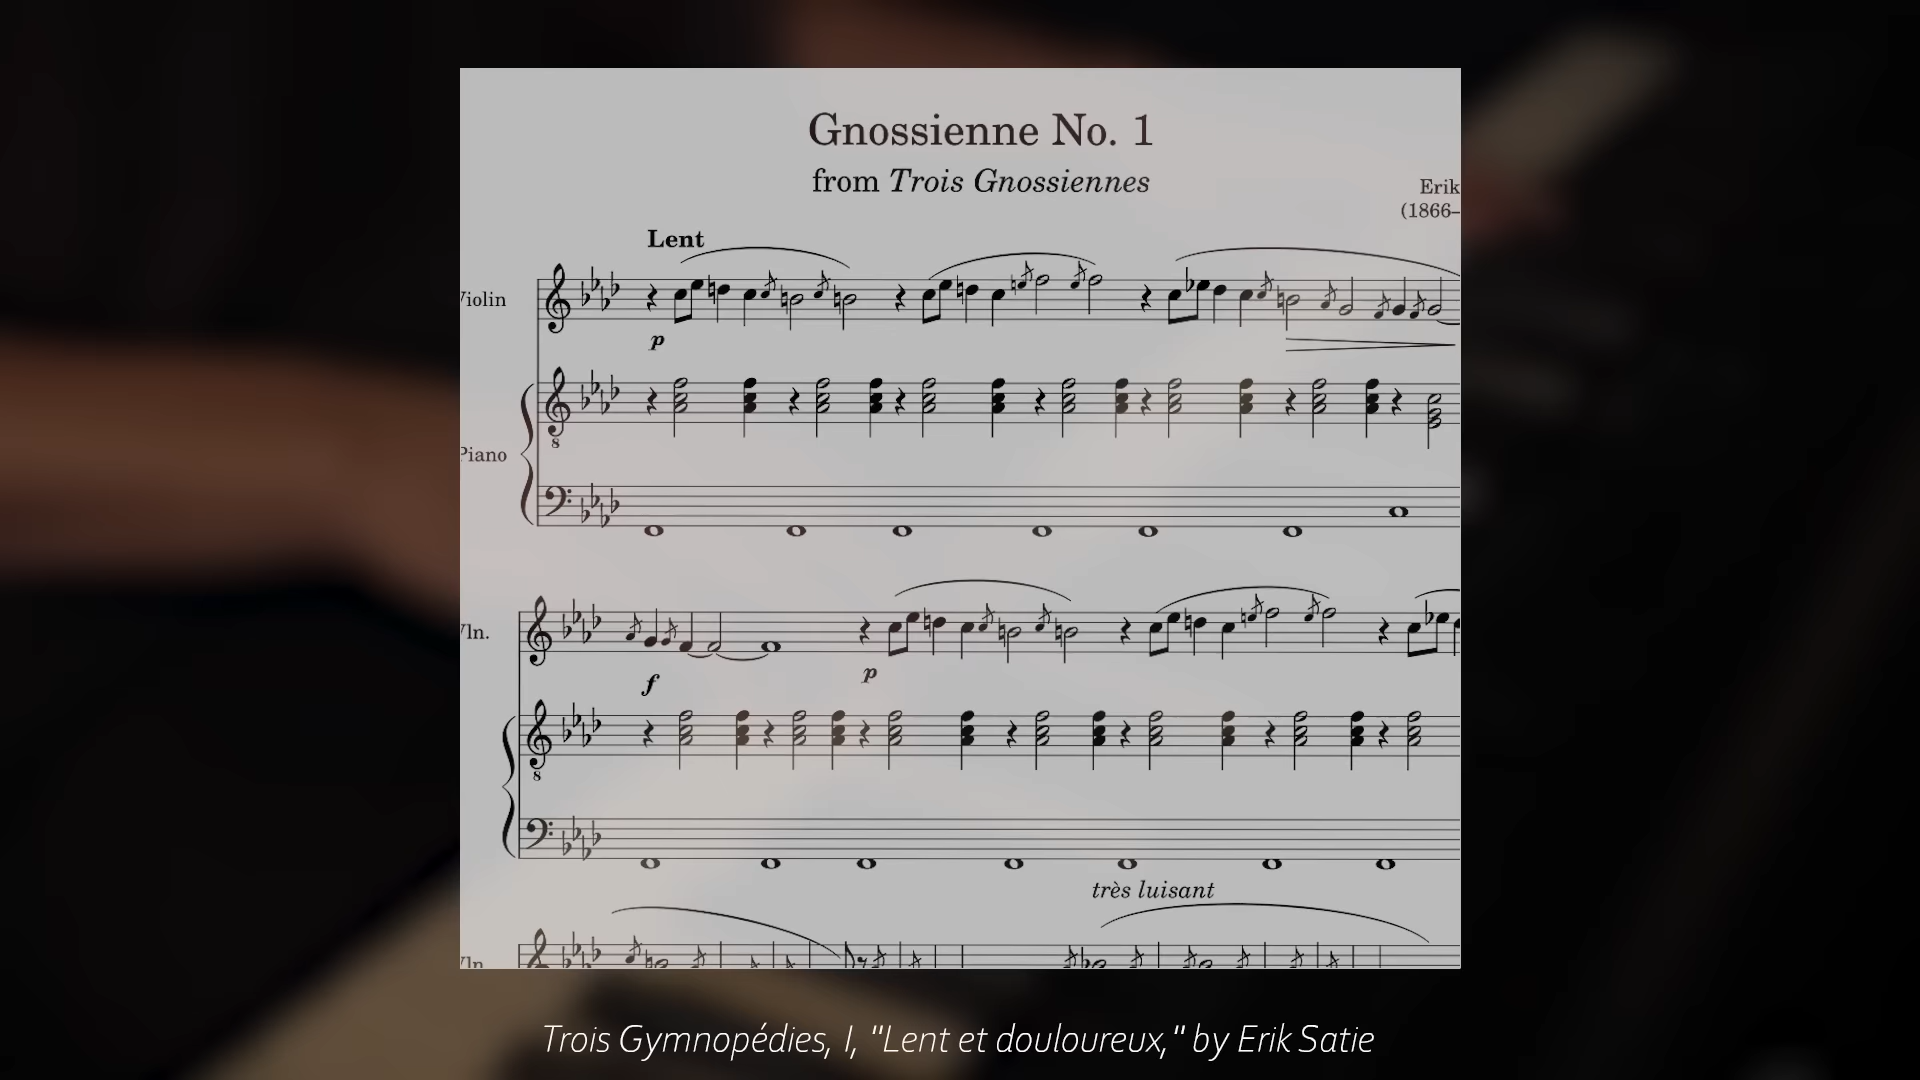 Gnossienne No. 1
from Trois Gnossiennes
Erik
(1866–
Lent
Violin
p
8
Piano
Vln.
f
p
8
très luisant
Vln.
Trois Gymnopédies, I, "Lent et douloureux," by Erik Satie